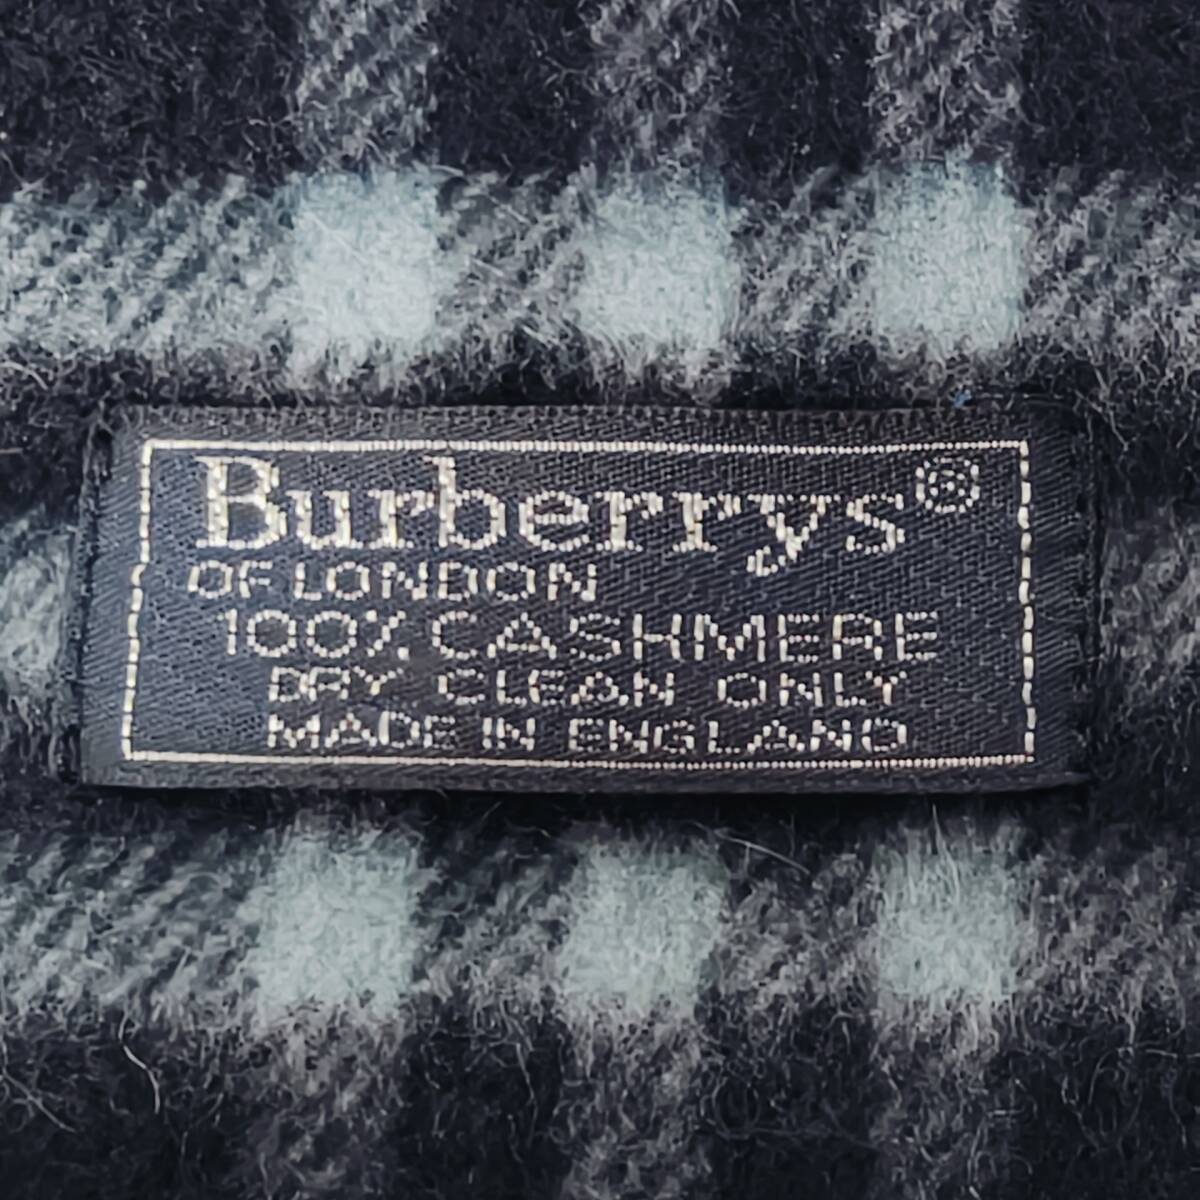 Burberrys®
OF LONDON
100% CASHMERE
DRY CLEAN ONLY
MADE IN ENGLAND